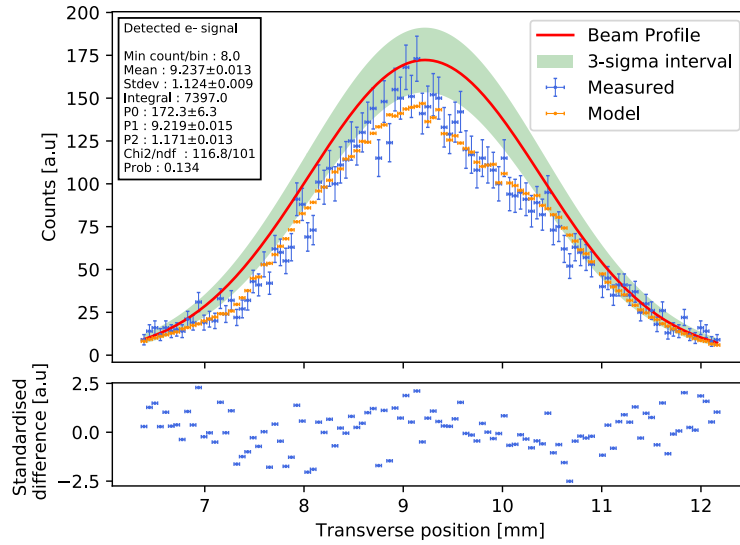 200
175
150
125
100
75
50
25
0
Counts [a.u]
Detected e- signal
Min count/bin : 8.0
Mean : 9.237±0.013
Stdev : 1.124±0.009
Integral : 7397.0
P0 : 172.3±6.3
P1 : 9.219±0.015
P2 : 1.171±0.013
Chi2/ndf : 116.8/101
Prob : 0.134
Beam Profile
3-sigma interval
Measured
Model
2.5
0.0
−2.5
Standardised
difference [a.u]
7 8 9 10 11 12
Transverse position [mm]